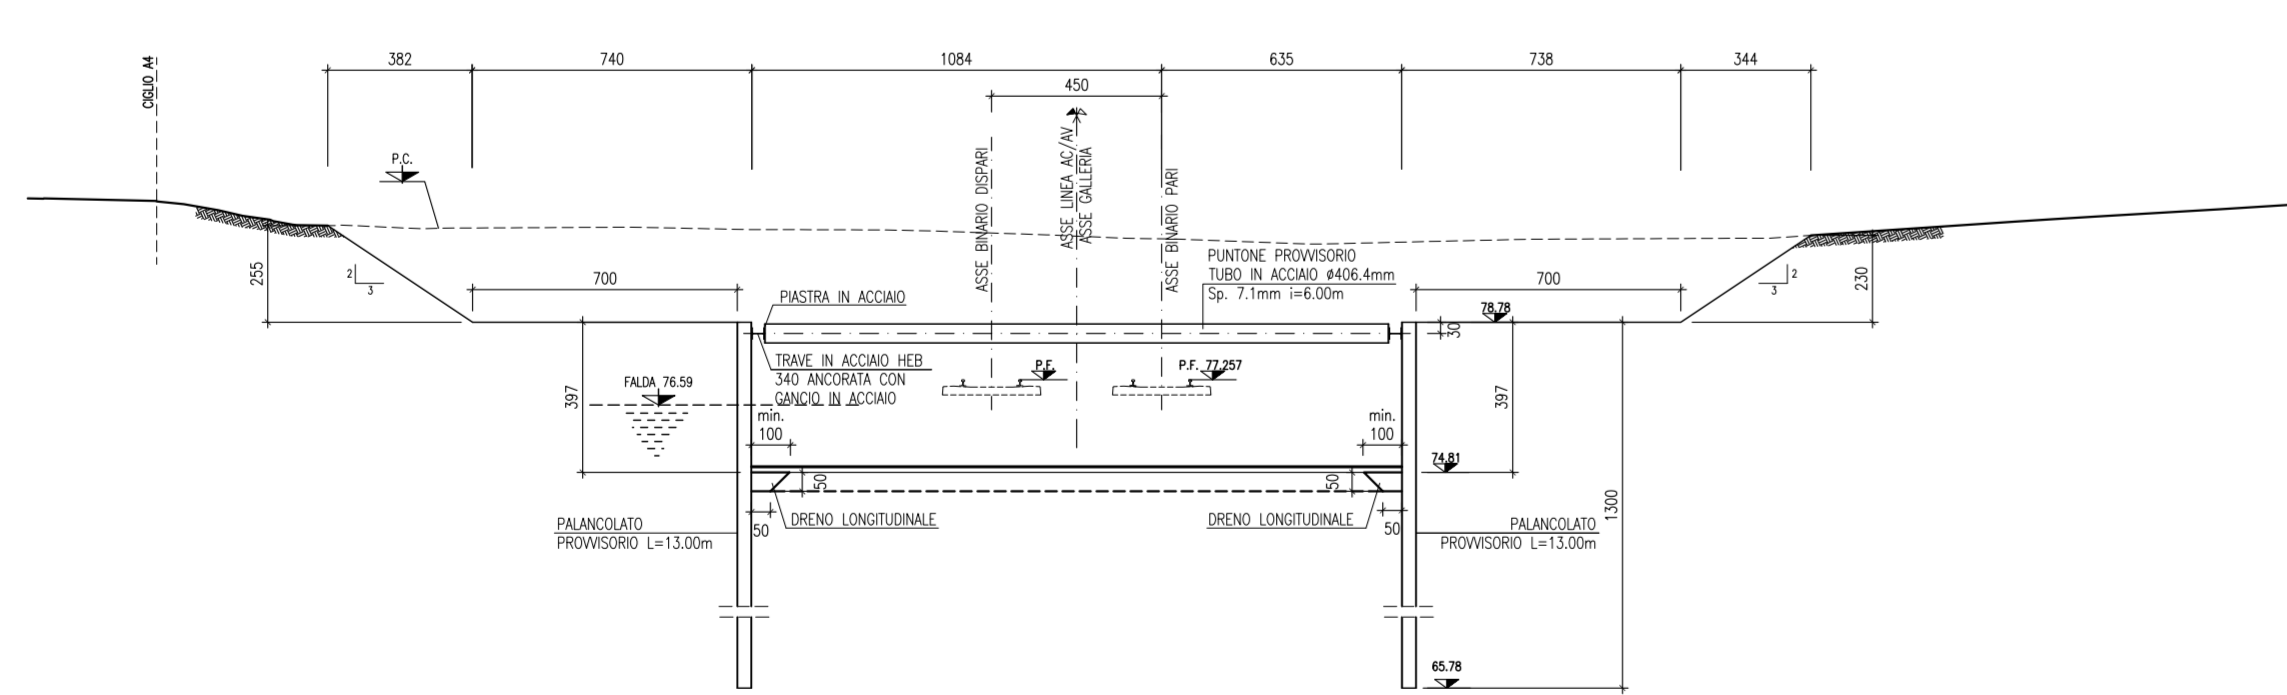 382
740
1084
635
738
344
450
CIGLIO A4
P.C.
ASSE BINARIO DISPARI
ASSE LINEA AC/AV
ASSE GALLERIA
ASSE BINARIO PARI
255
2
3
700
PIASTRA IN ACCIAIO
PUNTONE PROVVISORIO
TUBO IN ACCIAIO ø406.4mm
Sp. 7.1mm i=6.00m
700
2
3
230
78.78
30
TRAVE IN ACCIAIO HEB
340 ANCORATA CON
GANCIO IN ACCIAIO
P.F.
P.F. 77.257
FALDA 76.59
397
397
min.
100
min.
100
74.81
50
50
50
50
DRENO LONGITUDINALE
DRENO LONGITUDINALE
PALANCOLATO
PROVVISORIO L=13.00m
PALANCOLATO
PROVVISORIO L=13.00m
1300
65.78